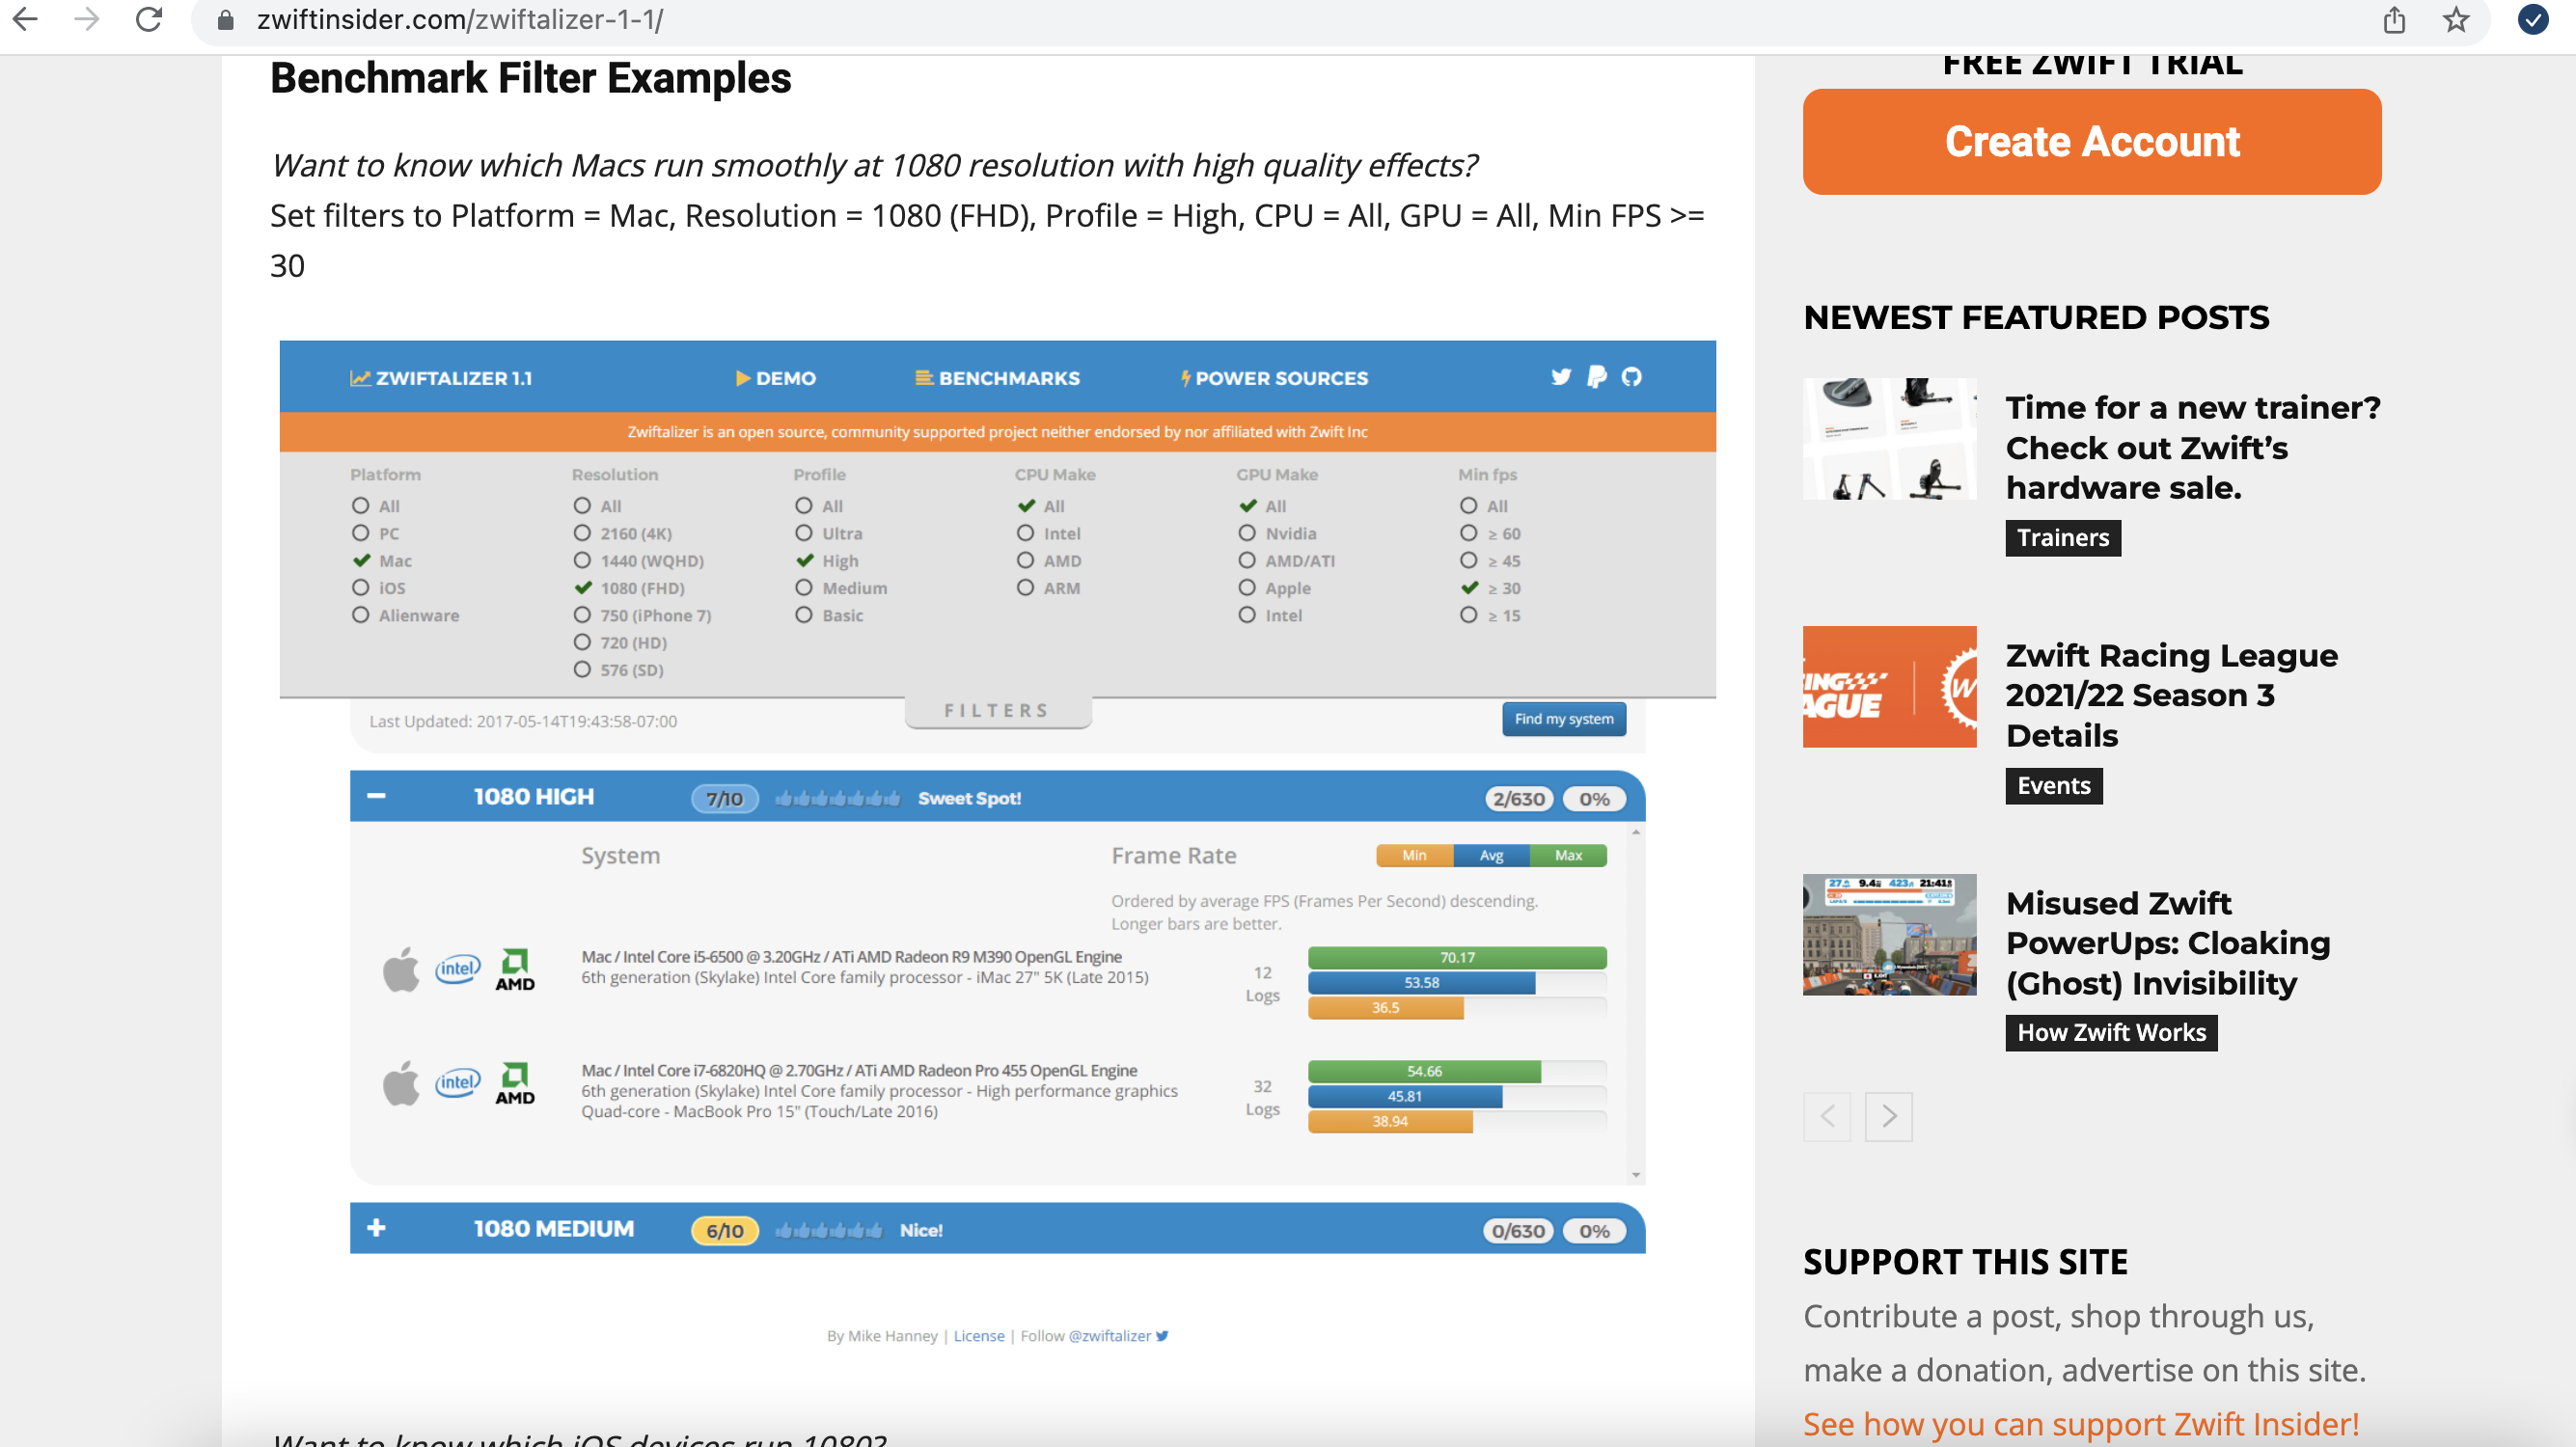 zwiftinsider.com/zwiftalizer-1-1/
Benchmark Filter Examples
Want to know which Macs run smoothly at 1080 resolution with high quality effects?
Set filters to Platform = Mac, Resolution = 1080 (FHD), Profile = High, CPU = All, GPU = All, Min FPS >=
30
ZWIFTALIZER 1.1 DEMO BENCHMARKS POWER SOURCES
Zwiftalizer is an open source, community supported project neither endorsed by nor affiliated with Zwift Inc
Platform Resolution Profile CPU Make GPU Make Min fps
All All All All All All
PC 2160 (4K) Ultra Intel Nvidia ≥ 60
Mac 1440 (WQHD) High AMD AMD/ATI ≥ 45
iOS 1080 (FHD) Medium ARM Apple ≥ 30
Alienware 750 (iPhone 7) Basic Intel ≥ 15
720 (HD)
576 (SD)
FILTERS
Last Updated: 2017-05-14T19:43:58-07:00 Find my system
1080 HIGH 7/10 Sweet Spot! 2/630 0%
System Frame Rate Min Avg Max
Ordered by average FPS (Frames Per Second) descending.
Longer bars are better.
intel AMD
Mac / Intel Core i5-6500 @ 3.20GHz / ATi AMD Radeon R9 M390 OpenGL Engine
6th generation (Skylake) Intel Core family processor - iMac 27" 5K (Late 2015)
12
Logs
70.17
53.58
36.5
intel AMD
Mac / Intel Core i7-6820HQ @ 2.70GHz / ATi AMD Radeon Pro 455 OpenGL Engine
6th generation (Skylake) Intel Core family processor - High performance graphics
Quad-core - MacBook Pro 15" (Touch/Late 2016)
32
Logs
54.66
45.81
38.94
1080 MEDIUM 6/10 Nice! 0/630 0%
By Mike Hanney | License | Follow @zwiftalizer
Want to know which iOS devices run 1080?
FREE ZWIFT TRIAL
Create Account
NEWEST FEATURED POSTS
Time for a new trainer?
Check out Zwift's
hardware sale.
Trainers
Zwift Racing League
2021/22 Season 3
Details
Events
Misused Zwift
PowerUps: Cloaking
(Ghost) Invisibility
How Zwift Works
SUPPORT THIS SITE
Contribute a post, shop through us,
make a donation, advertise on this site.
See how you can support Zwift Insider!